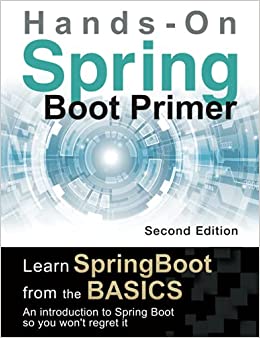 Hands-On
Spring
Boot Primer
Second Edition
Learn SpringBoot
from the BASICS
An introduction to Spring Boot
so you won't regret it